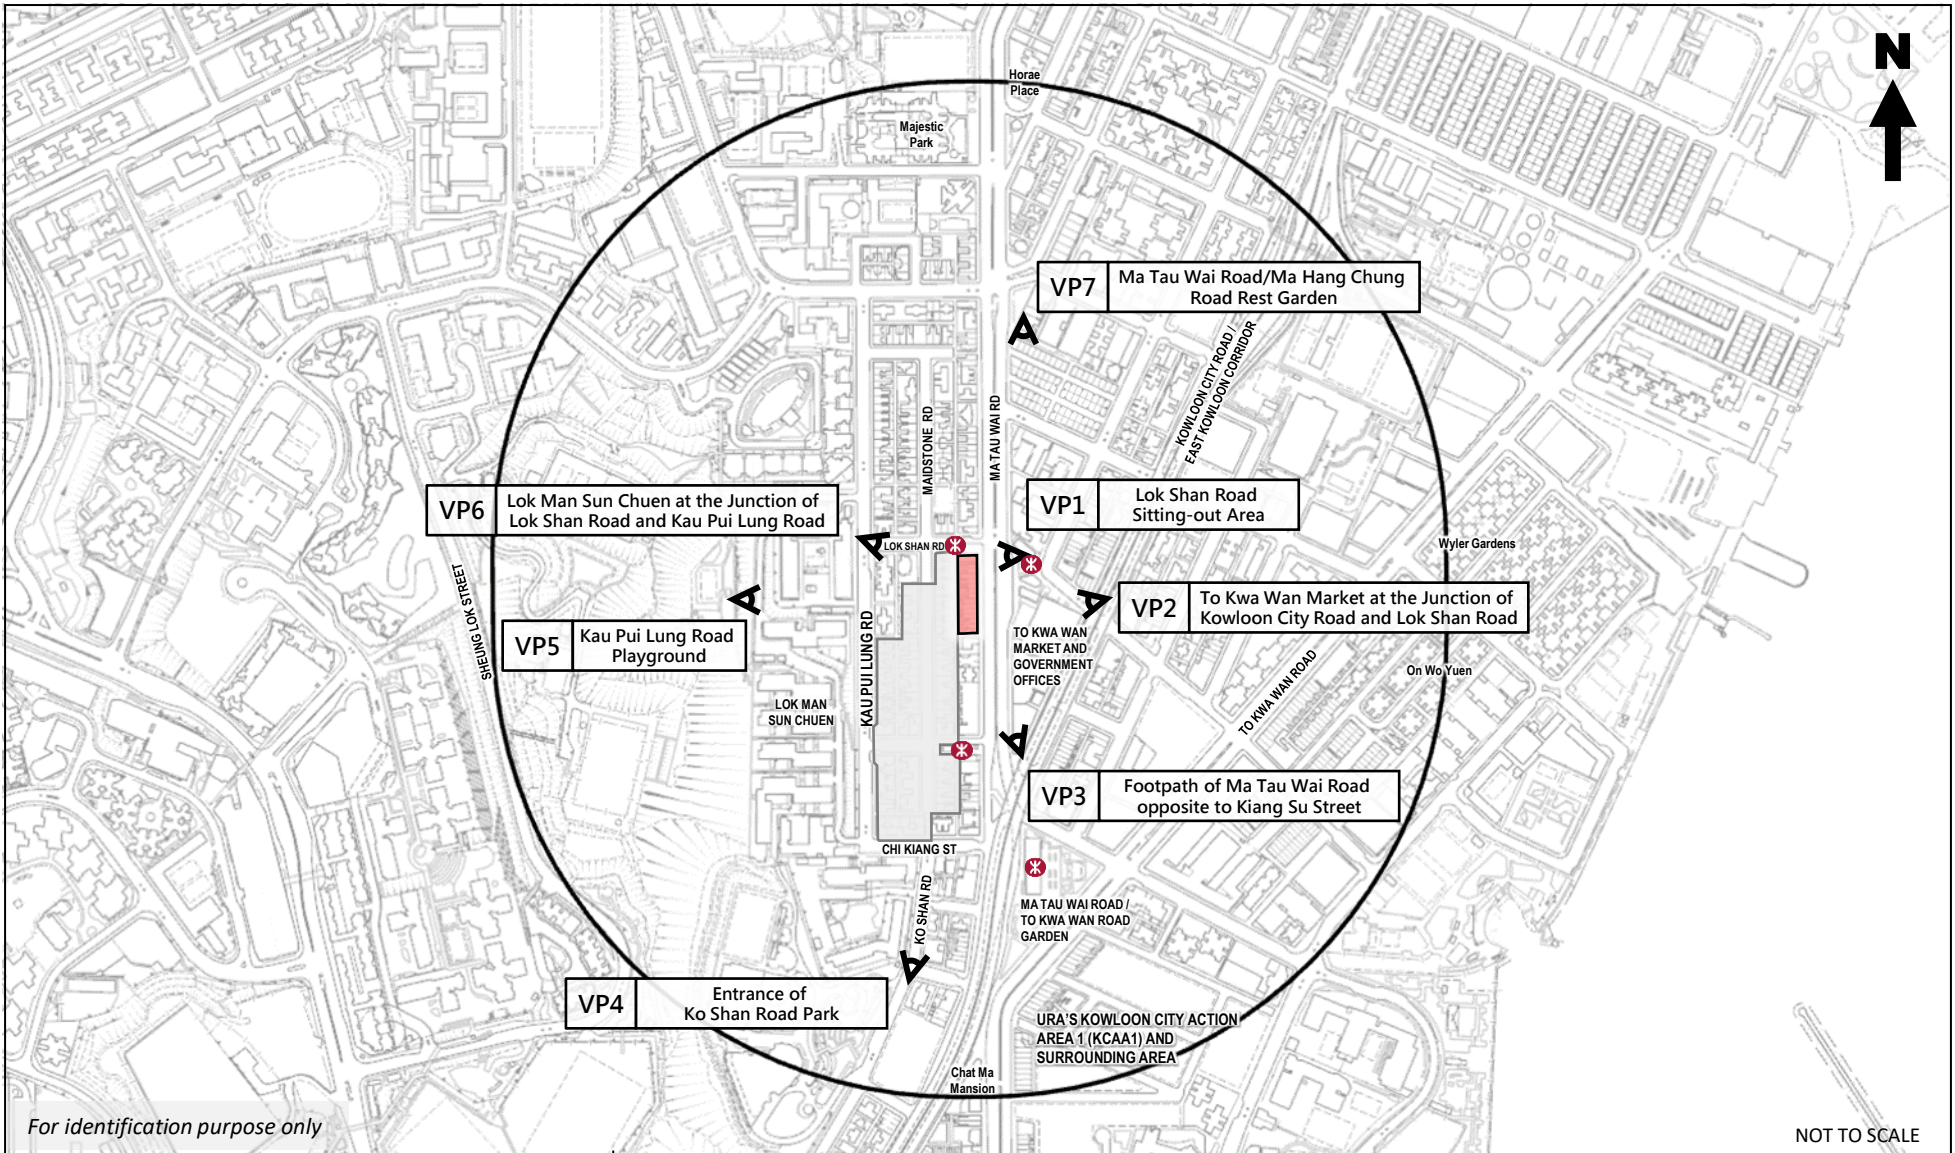 N
Horae
Place
Majestic
Park
VP7
Ma Tau Wai Road/Ma Hang Chung
Road Rest Garden
KOWLOON CITY ROAD /
EAST KOWLOON CORRIDOR
MAIDSTONE RD
MA TAU WAI RD
VP6
Lok Man Sun Chuen at the Junction of
Lok Shan Road and Kau Pui Lung Road
VP1
Lok Shan Road
Sitting-out Area
LOK SHAN RD
Wyler Gardens
SHEUNG LOK STREET
VP2
To Kwa Wan Market at the Junction of
Kowloon City Road and Lok Shan Road
VP5
Kau Pui Lung Road
Playground
KAU PUI LUNG RD
TO KWA WAN
MARKET AND
GOVERNMENT
OFFICES
On Wo Yuen
TO KWA WAN ROAD
LOK MAN
SUN CHUEN
VP3
Footpath of Ma Tau Wai Road
opposite to Kiang Su Street
CHI KIANG ST
KO SHAN RD
MA TAU WAI ROAD /
TO KWA WAN ROAD
GARDEN
VP4
Entrance of
Ko Shan Road Park
URA'S KOWLOON CITY ACTION
AREA 1 (KCAA1) AND
SURROUNDING AREA
Chat Ma
Mansion
For identification purpose only
NOT TO SCALE